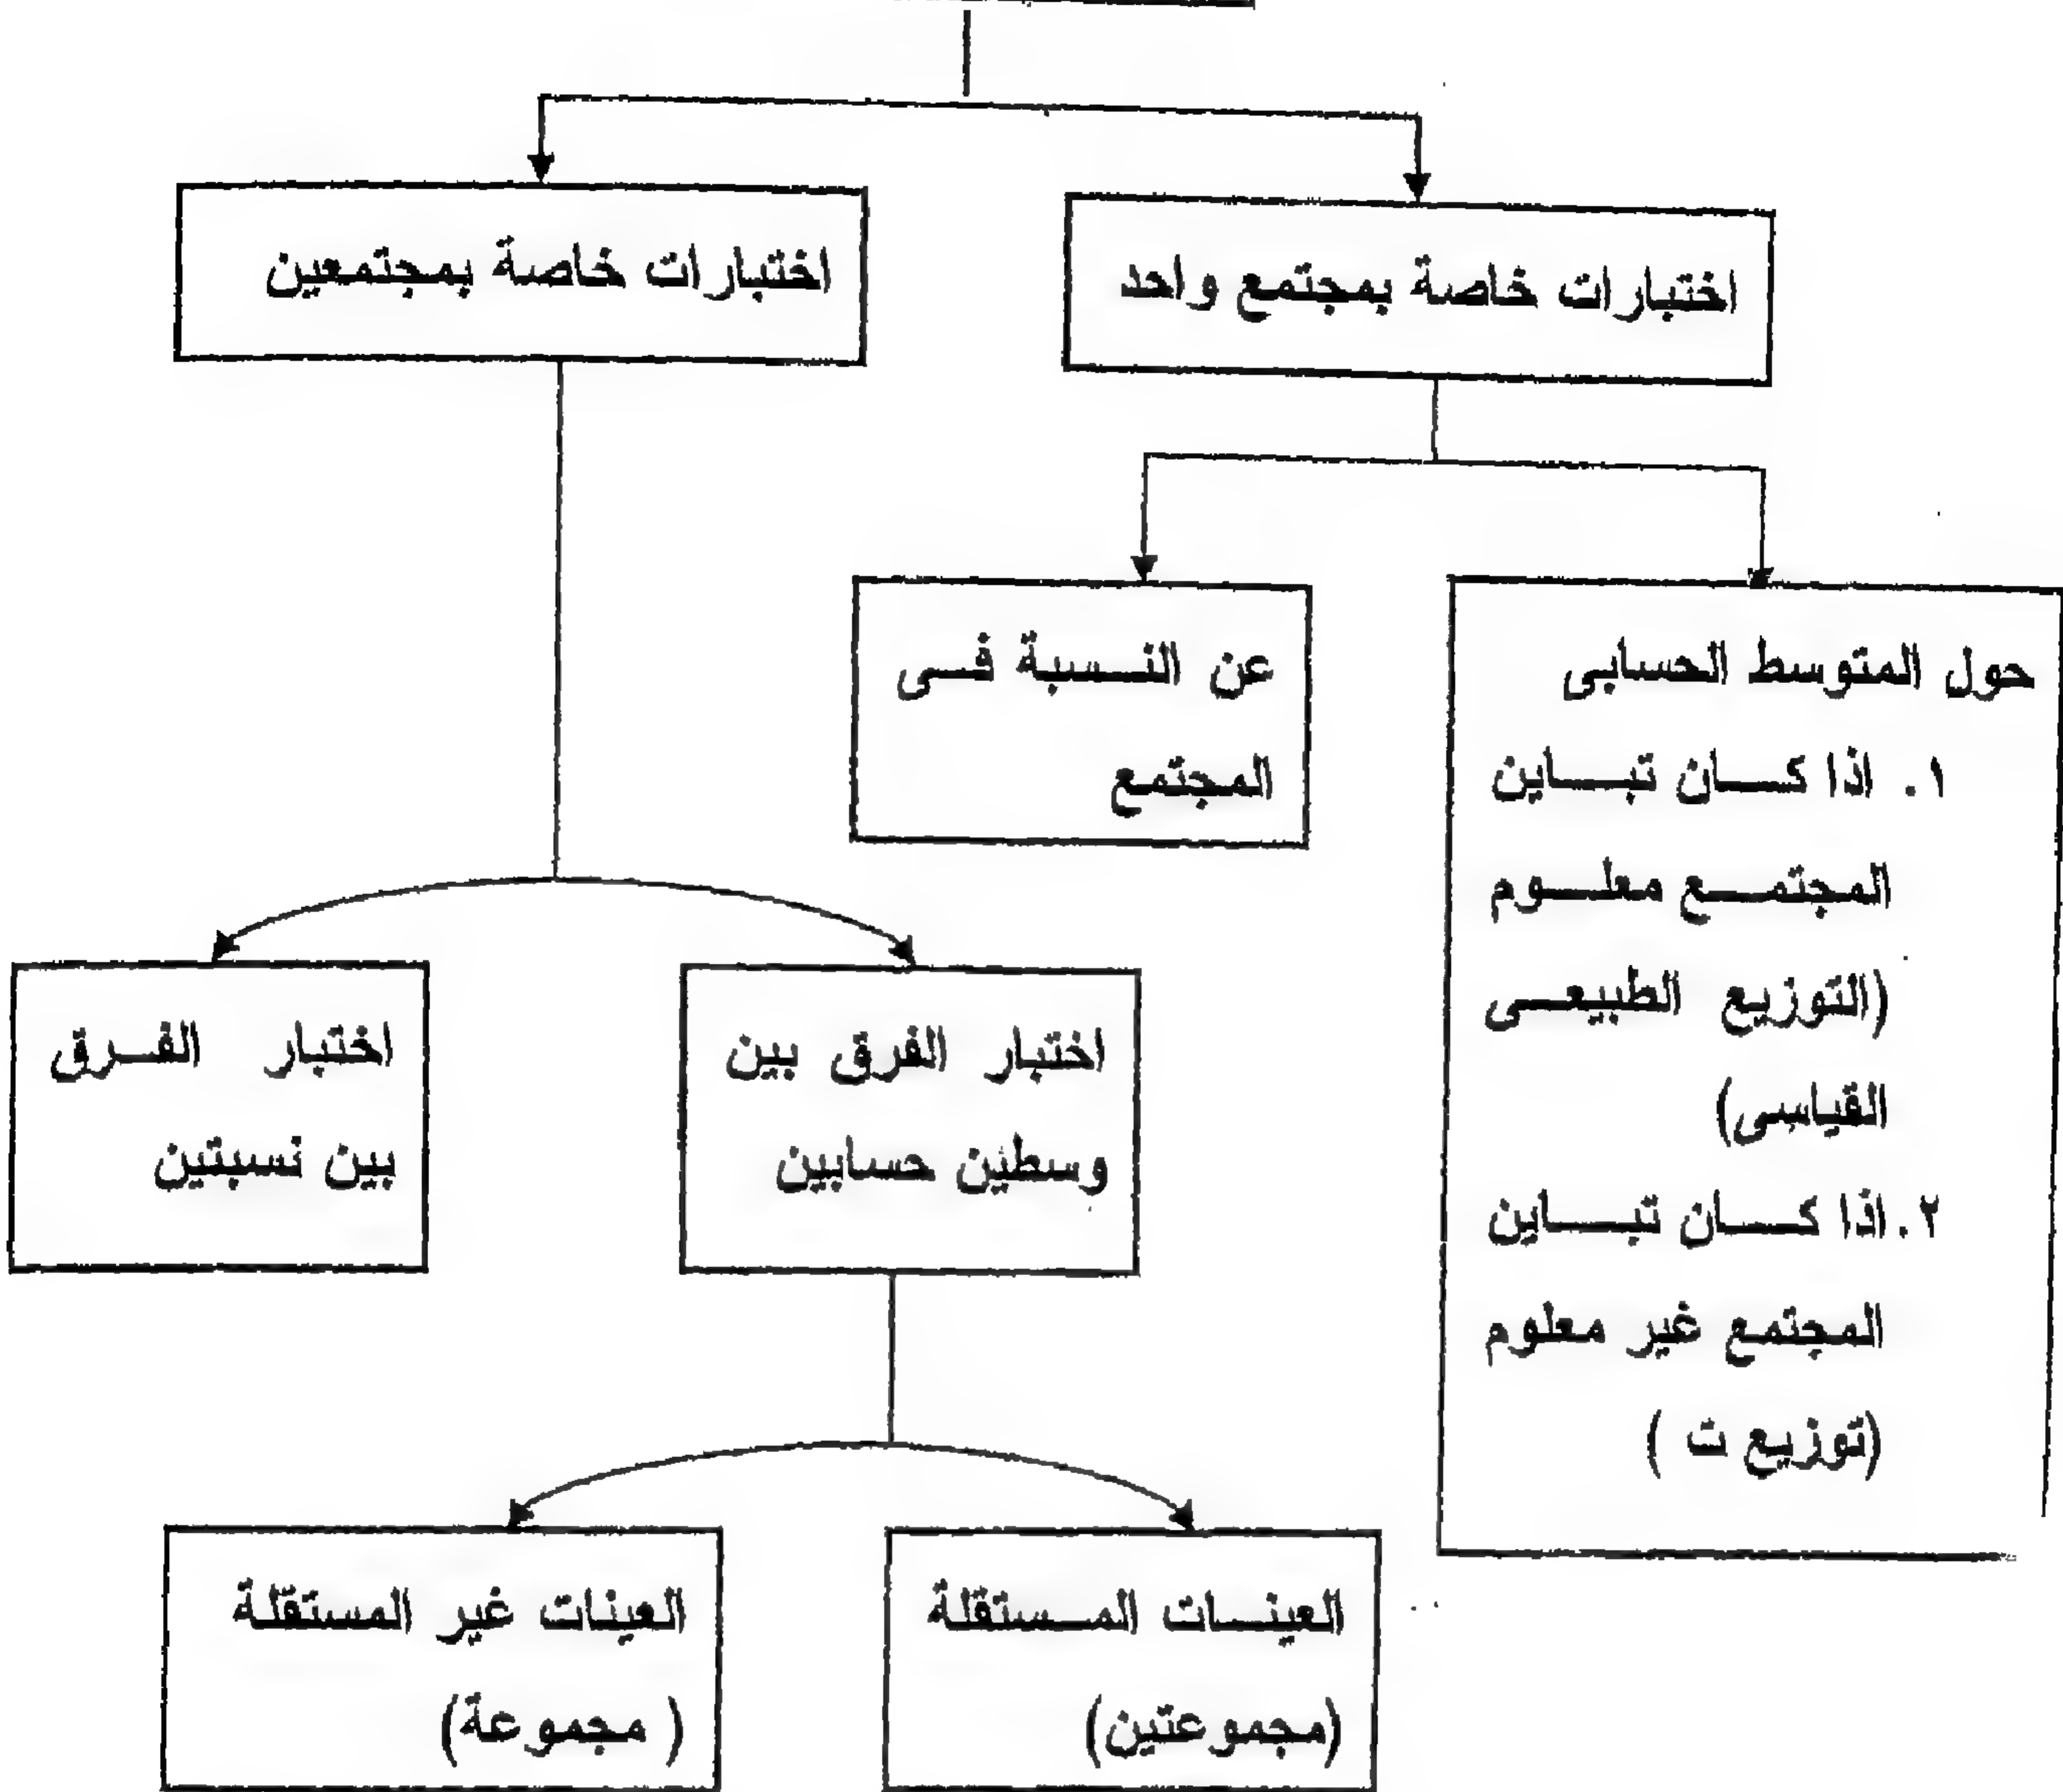 اختبارات خاصة بمجتمع واحد
اختبارات خاصة بمجتمعين
حول المتوسط الحسابى
١. اذا كان تباين
المجتمع معلوم
(التوزيع الطبيعى
القياسى)
٢.اذا كان تباين
المجتمع غير معلوم
(توزيع ت )
عن النسبة فى
المجتمع
اختبار الفرق بين
وسطين حسابين
اختبار الفرق
بين نسبتين
العينات المستقلة
(مجموعتين)
العينات غير المستقلة
( مجموعة)